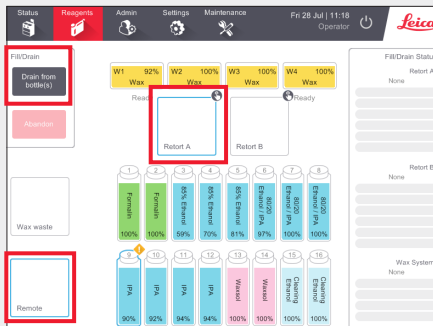 Status Reagents Admin Settings Maintenance
Fri 28 Jul | 11:18
Operator
Leica
Fill/Drain
Drain from
bottle(s)
Abandon
Wax waste
Remote
W1 92% W2 100% W3 100% W4 100%
Wax Wax Wax Wax
Ready Ready
Retort A Retort B
1 2 3 4 5 6 7 8
Formalin Formalin 85% Ethanol 85% Ethanol 85% Ethanol 80/20 Ethanol / IPA 80/20 Ethanol / IPA 80/20 Ethanol / IPA
100% 100% 59% 70% 81% 97% 100% 100%
9 10 11 12 13 14 15 16
IPA IPA IPA IPA Waxsol Waxsol Cleaning Ethanol Cleaning Ethanol
90% 92% 94% 94% 100% 100% 100% 100%
Fill/Drain Status
Retort A
None
Retort B
None
Wax System
None